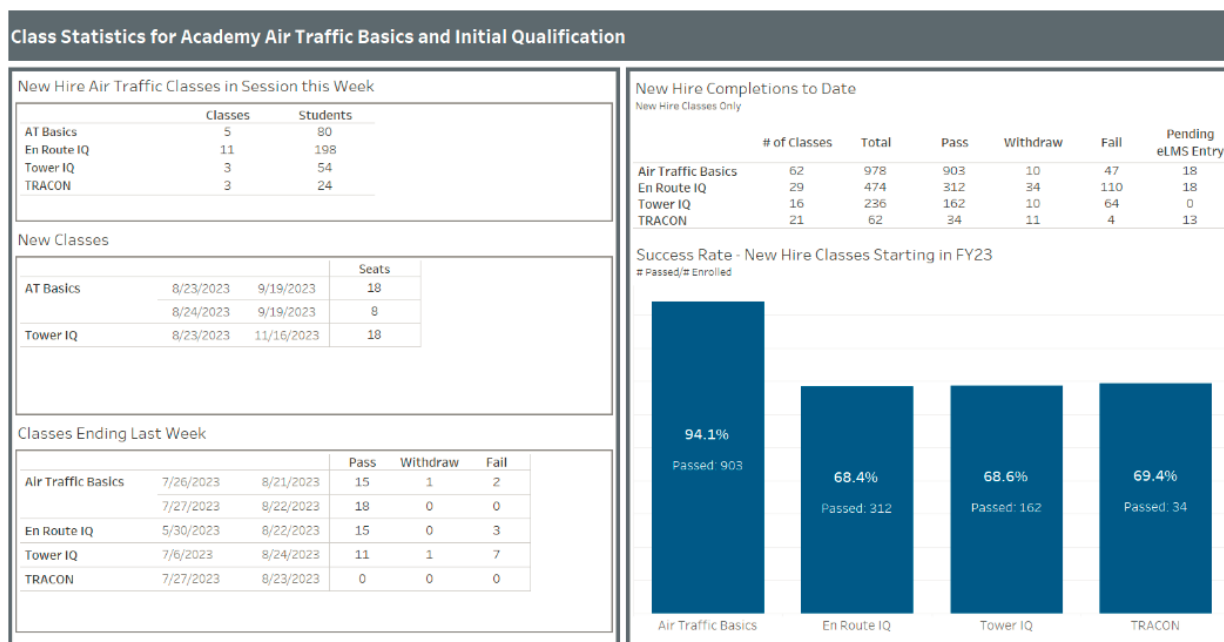 Class Statistics for Academy Air Traffic Basics and Initial Qualification
New Hire Air Traffic Classes in Session this Week
Classes Students
AT Basics 5 80
En Route IQ 11 198
Tower IQ 3 54
TRACON 3 24
New Classes
Seats
AT Basics 8/23/2023 9/19/2023 18
8/24/2023 9/19/2023 8
Tower IQ 8/23/2023 11/16/2023 18
Classes Ending Last Week
Pass Withdraw Fail
Air Traffic Basics 7/26/2023 8/21/2023 15 1 2
7/27/2023 8/22/2023 18 0 0
En Route IQ 5/30/2023 8/22/2023 15 0 3
Tower IQ 7/6/2023 8/24/2023 11 1 7
TRACON 7/27/2023 8/23/2023 0 0 0
New Hire Completions to Date
New Hire Classes Only
# of Classes Total Pass Withdraw Fail Pending
eLMS Entry
Air Traffic Basics 62 978 903 10 47 18
En Route IQ 29 474 312 34 110 18
Tower IQ 16 236 162 10 64 0
TRACON 21 62 34 11 4 13
Success Rate - New Hire Classes Starting in FY23
# Passed/# Enrolled
94.1%
Passed: 903
68.4%
Passed: 312
68.6%
Passed: 162
69.4%
Passed: 34
Air Traffic Basics En Route IQ Tower IQ TRACON